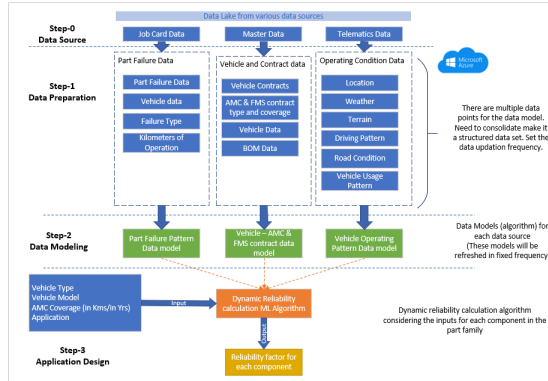 Data Lake from various data sources
Step-0
Data Source
Job Card Data
Master Data
Telematics Data
Microsoft
Azure
Step-1
Data Preparation
Part Failure Data
Part Failure Data
Vehicle data
Failure Type
Kilometers of
Operation
Vehicle and Contract data
Vehicle Contracts
AMC & FMS contract
type and coverage
Vehicle Data
BOM Data
Operating Condition Data
Location
Weather
Terrain
Driving Pattern
Road Condition
Vehicle Usage
Pattern
There are multiple data
points for the data model.
Need to consolidate make it
a structured data set. Set the
data updation frequency.
Step-2
Data Modeling
Part Failure Pattern
Data model
Vehicle – AMC &
FMS contract data
model
Vehicle Operating
Pattern Data model
Data Models (algorithm) for
each data source
(These models will be
refreshed in fixed frequency
Vehicle Type
Vehicle Model
AMC Coverage (in Kms/in Yrs)
Application
Input
Dynamic Reliability
calculation ML Algorithm
Dynamic reliability calculation algorithm
considering the inputs for each component in the
part family
Output
Step-3
Application Design
Reliability factor for
each component